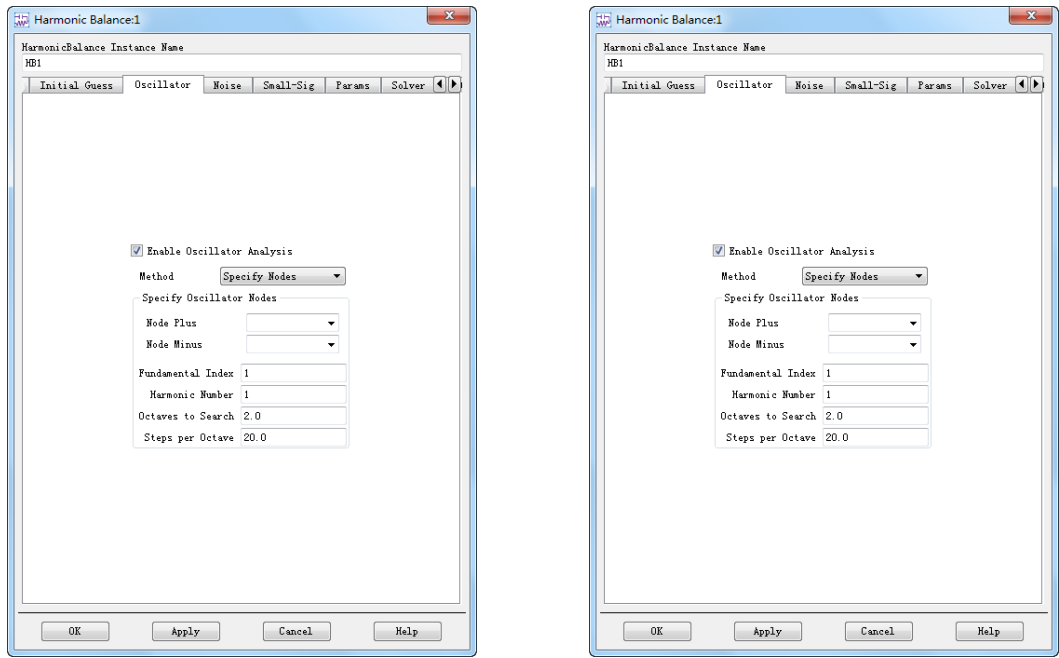 Harmonic Balance:1
HarmonicBalance Instance Name
HB1
Initial Guess Oscillator Noise Small-Sig Params Solver
Enable Oscillator Analysis
Method Specify Nodes
Specify Oscillator Nodes
Node Plus
Node Minus
Fundamental Index 1
Harmonic Number 1
Octaves to Search 2.0
Steps per Octave 20.0
OK Apply Cancel Help
Harmonic Balance:1
HarmonicBalance Instance Name
HB1
Initial Guess Oscillator Noise Small-Sig Params Solver
Enable Oscillator Analysis
Method Specify Nodes
Specify Oscillator Nodes
Node Plus
Node Minus
Fundamental Index 1
Harmonic Number 1
Octaves to Search 2.0
Steps per Octave 20.0
OK Apply Cancel Help